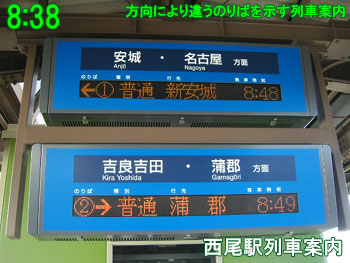 8:38
方向により違うのりばを示す列車案内
安城 ・ 名古屋 方面
Anjō Nagoya
のりば 種別 行先 発車時刻
←① 普通 新安城 8:48
吉良吉田 ・ 蒲郡 方面
Kira Yoshida Gamagōri
のりば 種別 行先 発車時刻
②→ 普通 蒲 郡 8:49
西尾駅列車案内